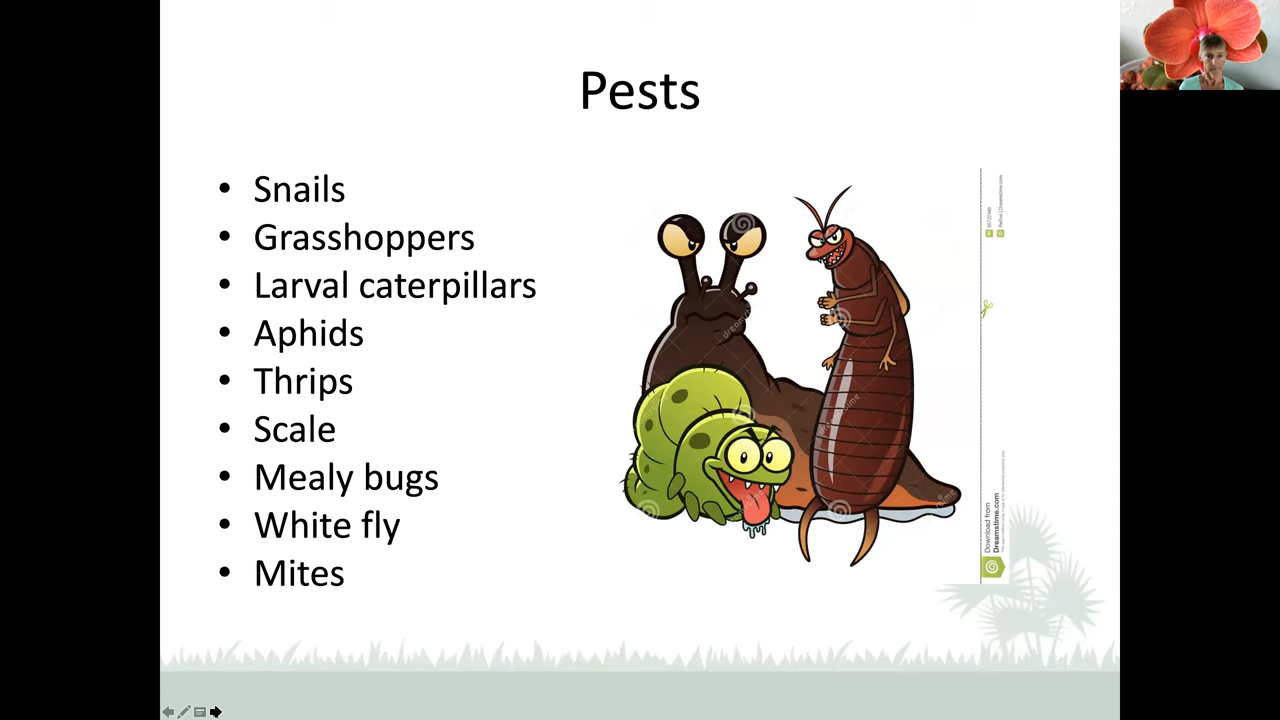 Pests
• Snails
• Grasshoppers
• Larval caterpillars
• Aphids
• Thrips
• Scale
• Mealy bugs
• White fly
• Mites
Download from
Dreamstime.com